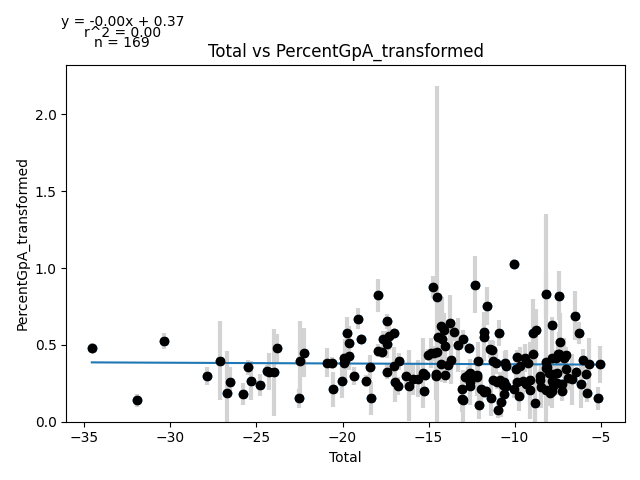 y = -0.00x + 0.37
r^2 = 0.00
n = 169
Total vs PercentGpA_transformed
PercentGpA_transformed
2.0
1.5
1.0
0.5
0.0
−35 −30 −25 −20 −15 −10 −5
Total